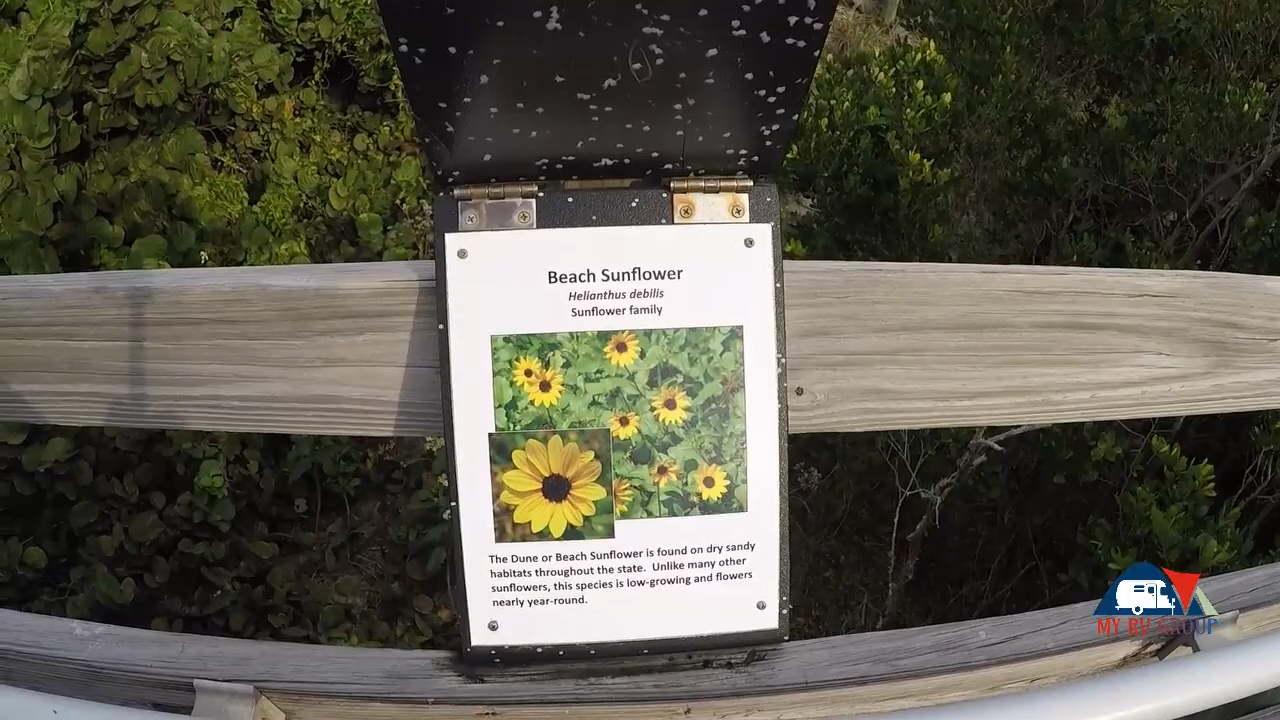 Beach Sunflower
Helianthus debilis
Sunflower family
The Dune or Beach Sunflower is found on dry sandy
habitats throughout the state. Unlike many other
sunflowers, this species is low-growing and flowers
nearly year-round.
MY RV GROUP